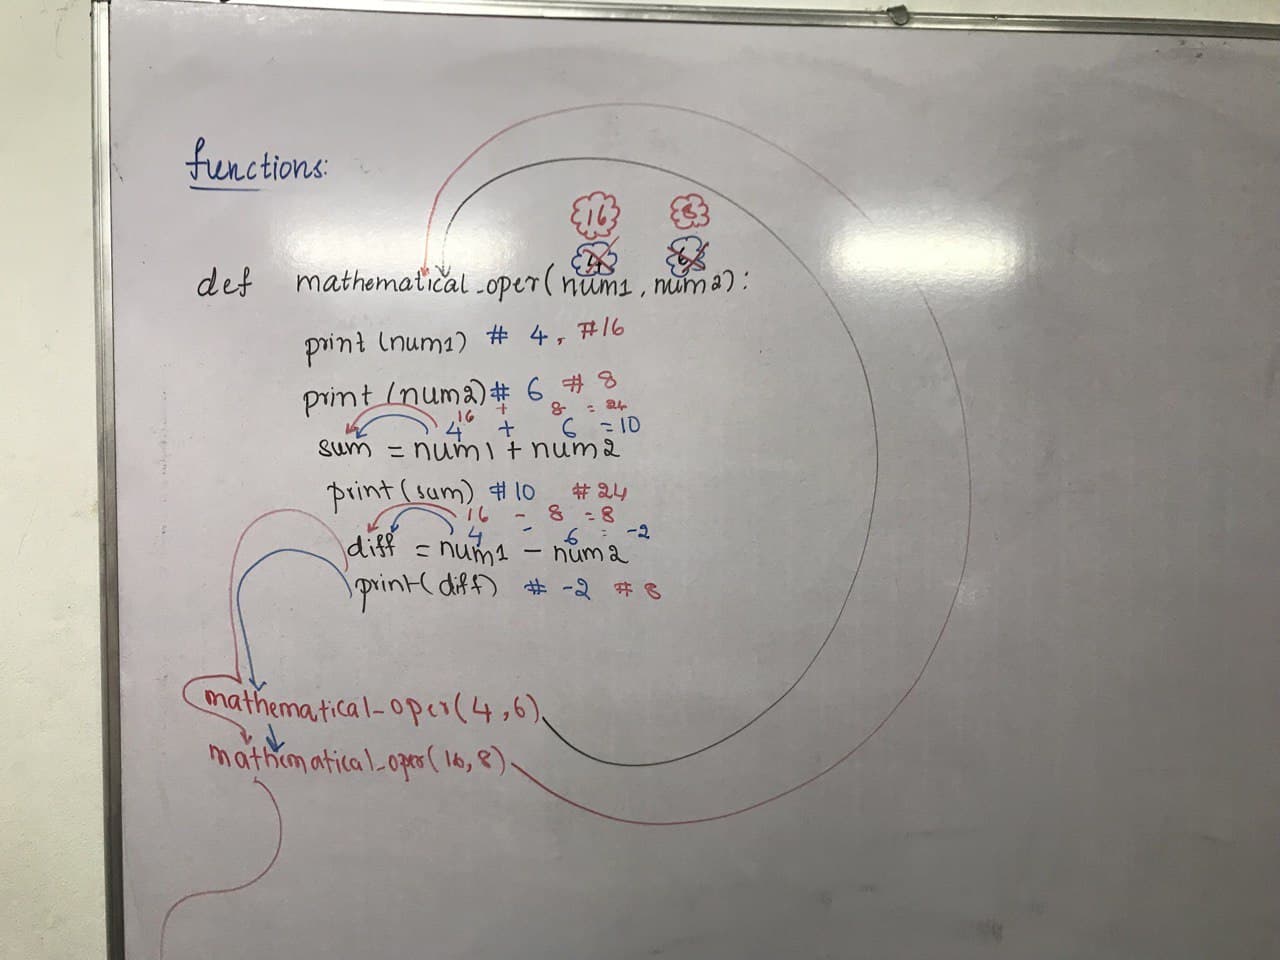 functions:
16 8
4 6
def mathematical_oper(num1, num2):
print (num1) # 4, #16
print (num2) # 6 # 8
16 + 8 = 24
4 + 6 = 10
sum = num1 + num2
print (sum) # 10 # 24
16 - 8 = 8
4 - 6 = -2
diff = num1 - num2
print( diff) # -2 # 8
mathematical_oper( 4 ,6)
mathematical_oper( 16, 8)